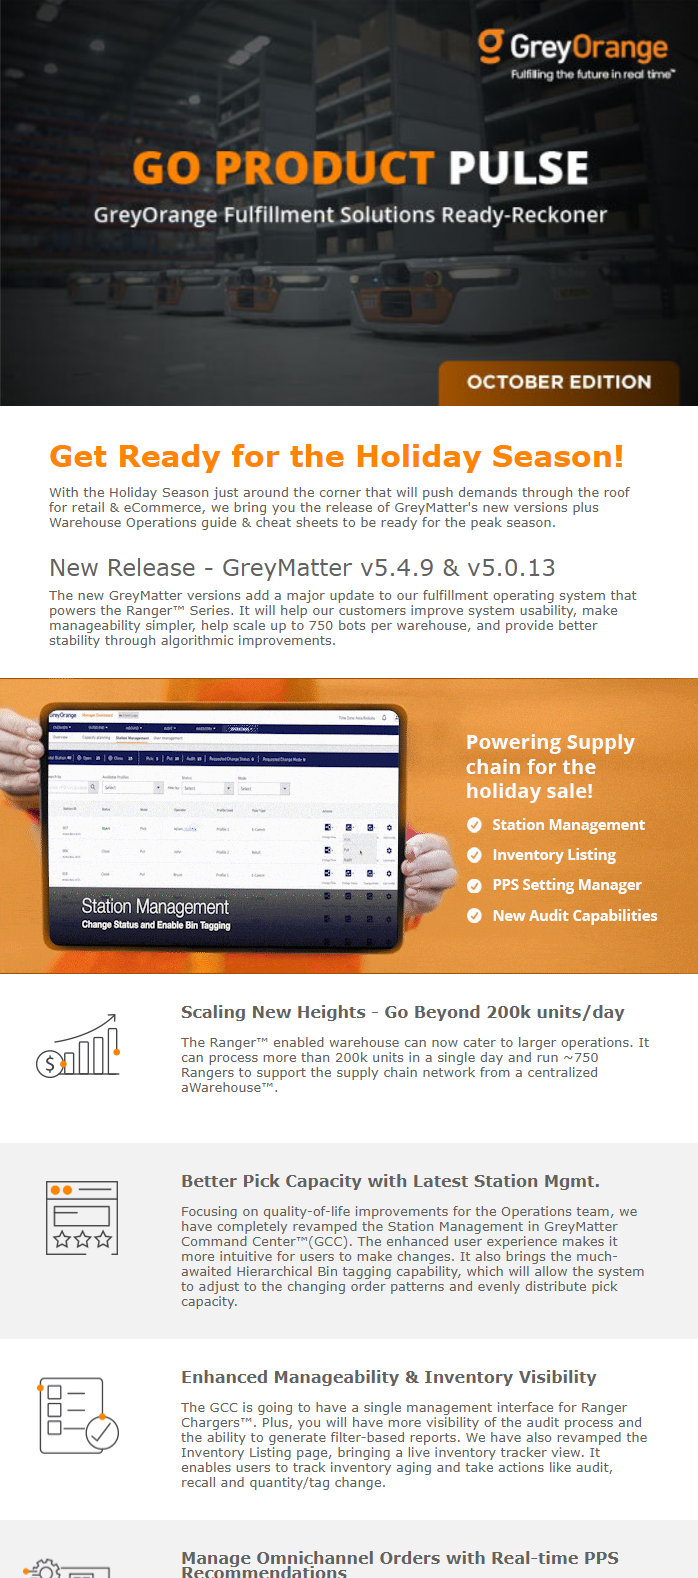 GreyOrange
Fulfilling the future in real time™
GO PRODUCT PULSE
GreyOrange Fulfillment Solutions Ready-Reckoner
OCTOBER EDITION
Get Ready for the Holiday Season!
With the Holiday Season just around the corner that will push demands through the roof
for retail & eCommerce, we bring you the release of GreyMatter's new versions plus
Warehouse Operations guide & cheat sheets to be ready for the peak season.
New Release - GreyMatter v5.4.9 & v5.0.13
The new GreyMatter versions add a major update to our fulfillment operating system that
powers the Ranger™ Series. It will help our customers improve system usability, make
manageability simpler, help scale up to 750 bots per warehouse, and provide better
stability through algorithmic improvements.
GreyOrange
Station Management
Change Status and Enable Bin Tagging
Powering Supply
chain for the
holiday sale!
Station Management
Inventory Listing
PPS Setting Manager
New Audit Capabilities
Scaling New Heights - Go Beyond 200k units/day
The Ranger™ enabled warehouse can now cater to larger operations. It
can process more than 200k units in a single day and run ~750
Rangers to support the supply chain network from a centralized
aWarehouse™.
Better Pick Capacity with Latest Station Mgmt.
Focusing on quality-of-life improvements for the Operations team, we
have completely revamped the Station Management in GreyMatter
Command Center™(GCC). The enhanced user experience makes it
more intuitive for users to make changes. It also brings the much-
awaited Hierarchical Bin tagging capability, which will allow the system
to adjust to the changing order patterns and evenly distribute pick
capacity.
Enhanced Manageability & Inventory Visibility
The GCC is going to have a single management interface for Ranger
Chargers™. Plus, you will have more visibility of the audit process and
the ability to generate filter-based reports. We have also revamped the
Inventory Listing page, bringing a live inventory tracker view. It
enables users to track inventory aging and take actions like audit,
recall and quantity/tag change.
Manage Omnichannel Orders with Real-time PPS
Recommendations